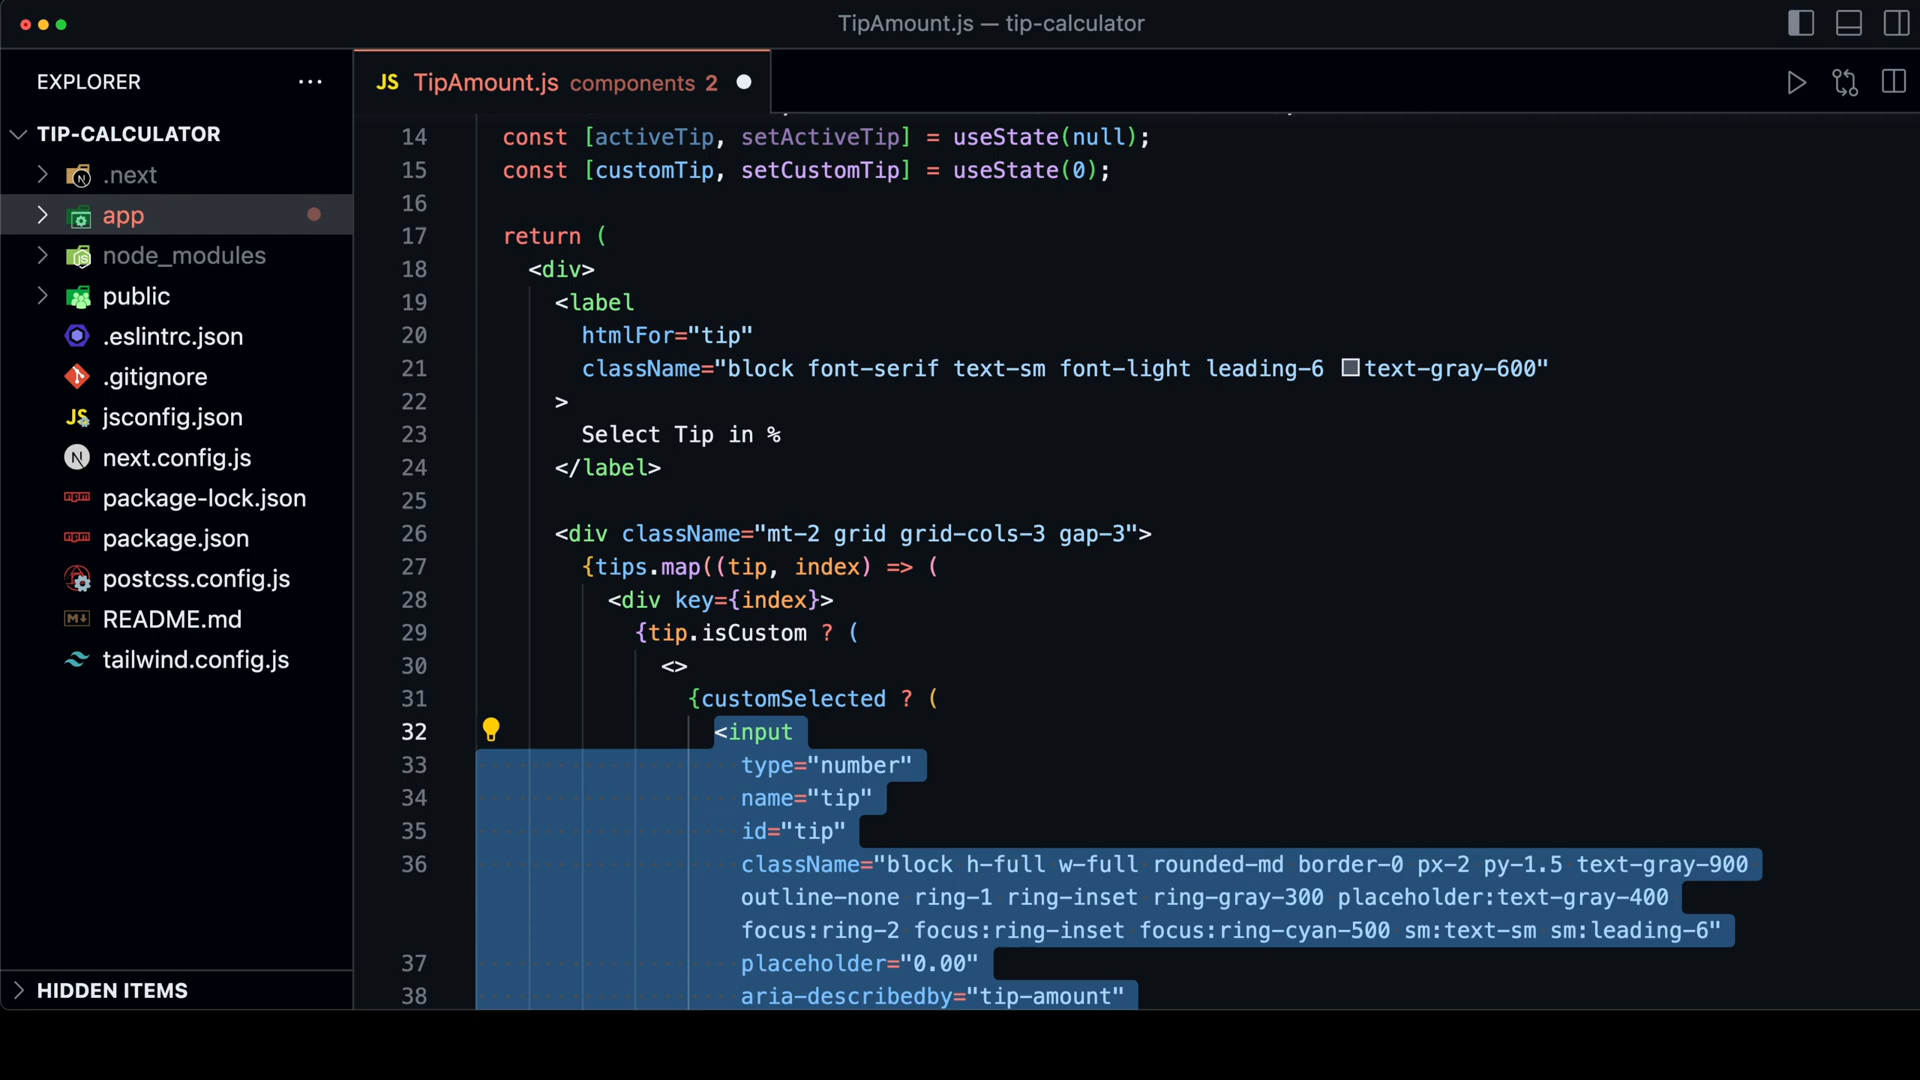 TipAmount.js — tip-calculator
EXPLORER
TIP-CALCULATOR
.next
app
node_modules
public
.eslintrc.json
.gitignore
jsconfig.json
next.config.js
package-lock.json
package.json
postcss.config.js
README.md
tailwind.config.js
HIDDEN ITEMS
JS TipAmount.js components 2
14 const [activeTip, setActiveTip] = useState(null);
15 const [customTip, setCustomTip] = useState(0);
16
17 return (
18 <div>
19 <label
20 htmlFor="tip"
21 className="block font-serif text-sm font-light leading-6 text-gray-600"
22 >
23 Select Tip in %
24 </label>
25
26 <div className="mt-2 grid grid-cols-3 gap-3">
27 {tips.map((tip, index) => (
28 <div key={index}>
29 {tip.isCustom ? (
30 <>
31 {customSelected ? (
32 <input
33 type="number"
34 name="tip"
35 id="tip"
36 className="block h-full w-full rounded-md border-0 px-2 py-1.5 text-gray-900
outline-none ring-1 ring-inset ring-gray-300 placeholder:text-gray-400
focus:ring-2 focus:ring-inset focus:ring-cyan-500 sm:text-sm sm:leading-6"
37 placeholder="0.00"
38 aria-describedby="tip-amount"